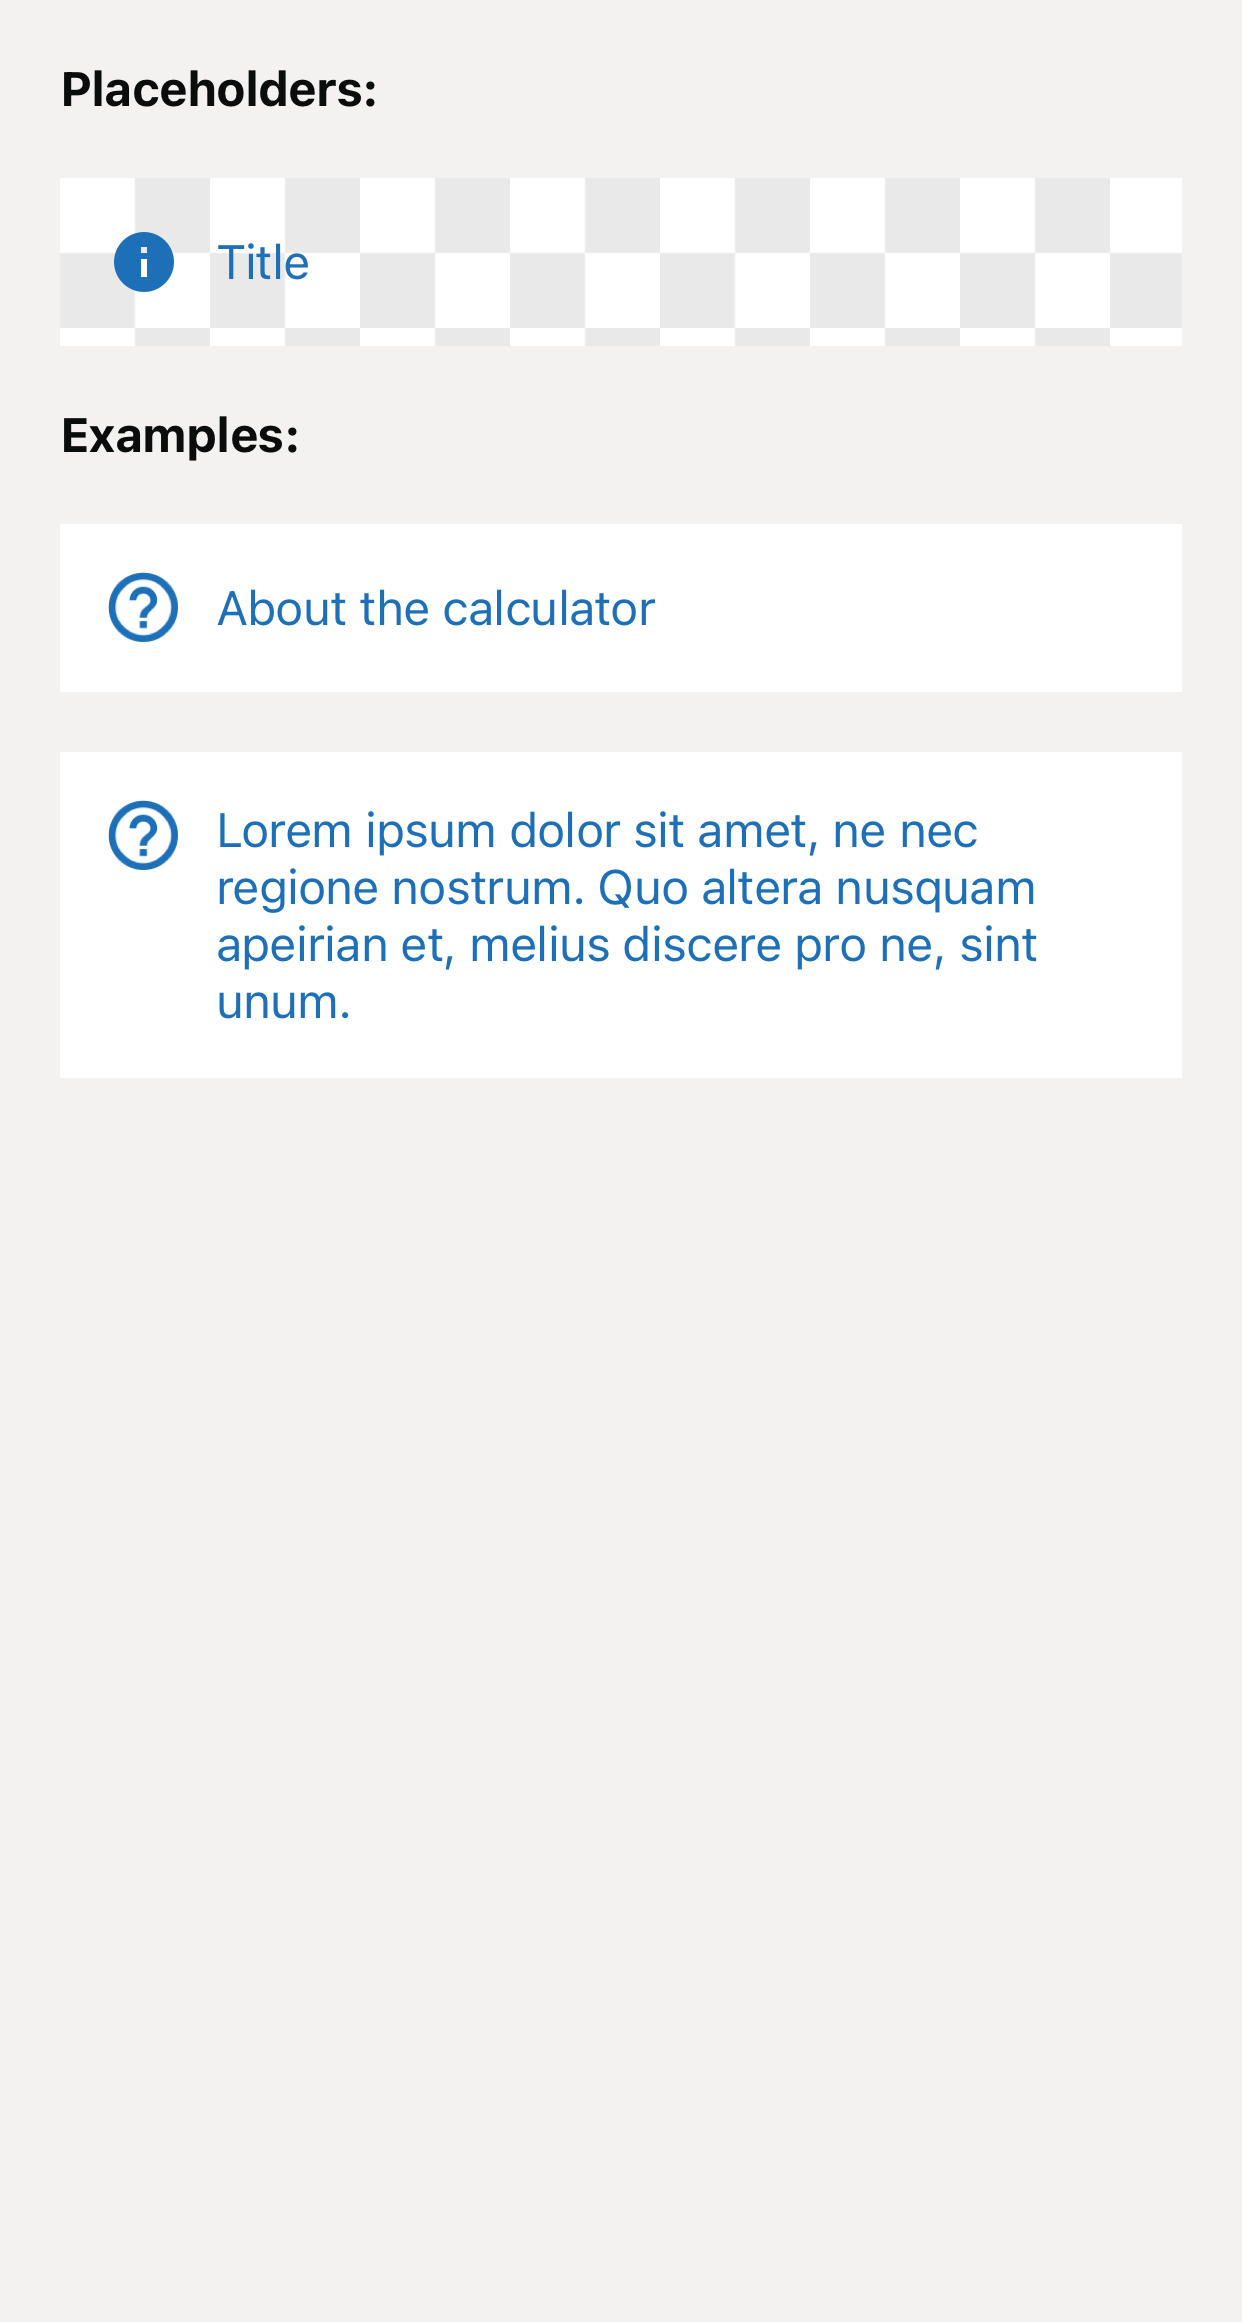 Placeholders:
Title
Examples:
About the calculator
Lorem ipsum dolor sit amet, ne nec
regione nostrum. Quo altera nusquam
apeirian et, melius discere pro ne, sint
unum.